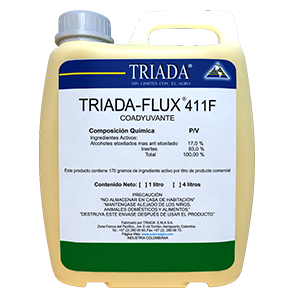 TRIADA®
SIN LIMITES CON EL AGRO
TRIADA-FLUX® 411F
COADYUVANTE
Composición Química P/V
Ingredientes Activos:
Alcoholes etoxilados mas aril etoxilado 17,0 %
Inertes 83,0 %
Total 100,00 %
Este producto contiene 170 gramos de ingrediente activo por litro de producto comercial
Contenido Neto: [ ] 1 litro [ ] 4 litros
PRECAUCIÓN
"NO ALMACENAR EN CASA DE HABITACIÓN"
"MANTENGASE ALEJADO DE LOS NIÑOS,
ANIMALES DOMÉSTICOS Y ALIMENTOS "
"DESTRUYA ESTE ENVASE DESPUÉS DE USAR EL PRODUCTO"
Fabricado por: TRIADA E.M.A S.A.
INDUSTRIA COLOMBIANA